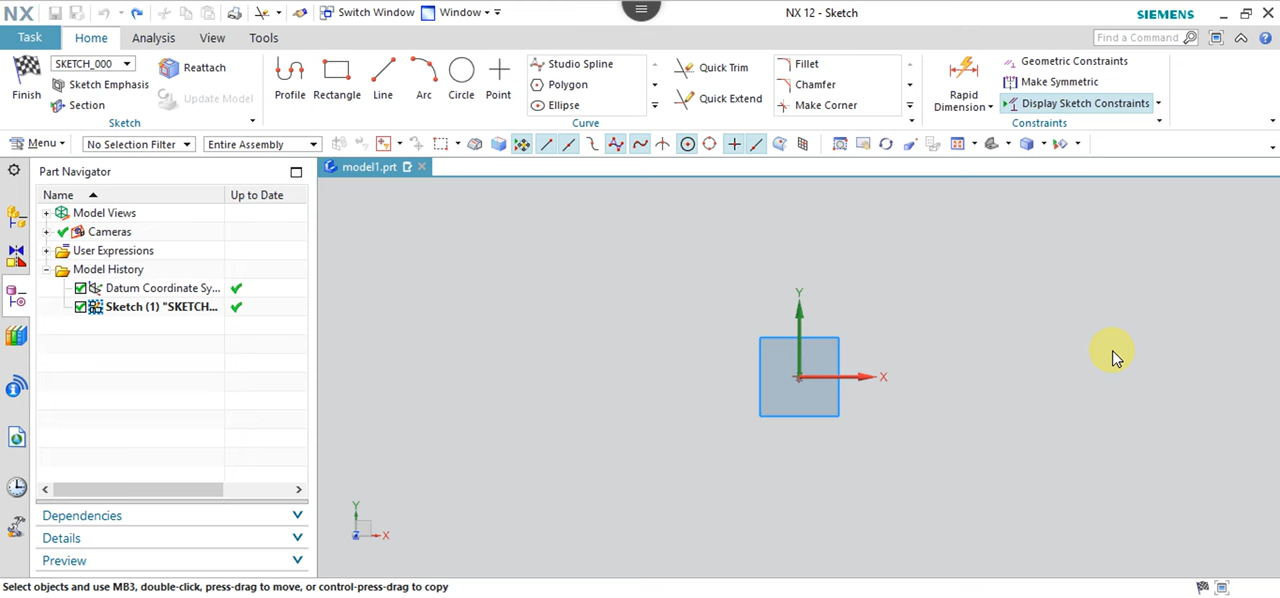 NX Switch Window Window NX 12 - Sketch SIEMENS
Task Home Analysis View Tools Find a Command
Finish SKETCH_000 Reattach
Sketch Emphasis Update Model
Section
Sketch
Profile Rectangle Line Arc Circle Point
Studio Spline Quick Trim Fillet
Polygon Quick Extend Chamfer
Ellipse Make Corner
Curve
Rapid Dimension
Geometric Constraints
Make Symmetric
Display Sketch Constraints
Constraints
Menu No Selection Filter Entire Assembly
Part Navigator
model1.prt
Name Up to Date
Model Views
Cameras
User Expressions
Model History
Datum Coordinate Sy...
Sketch (1) "SKETCH...
Y
X
Y
Z X
Dependencies
Details
Preview
Select objects and use MB3, double-click, press-drag to move, or control-press-drag to copy